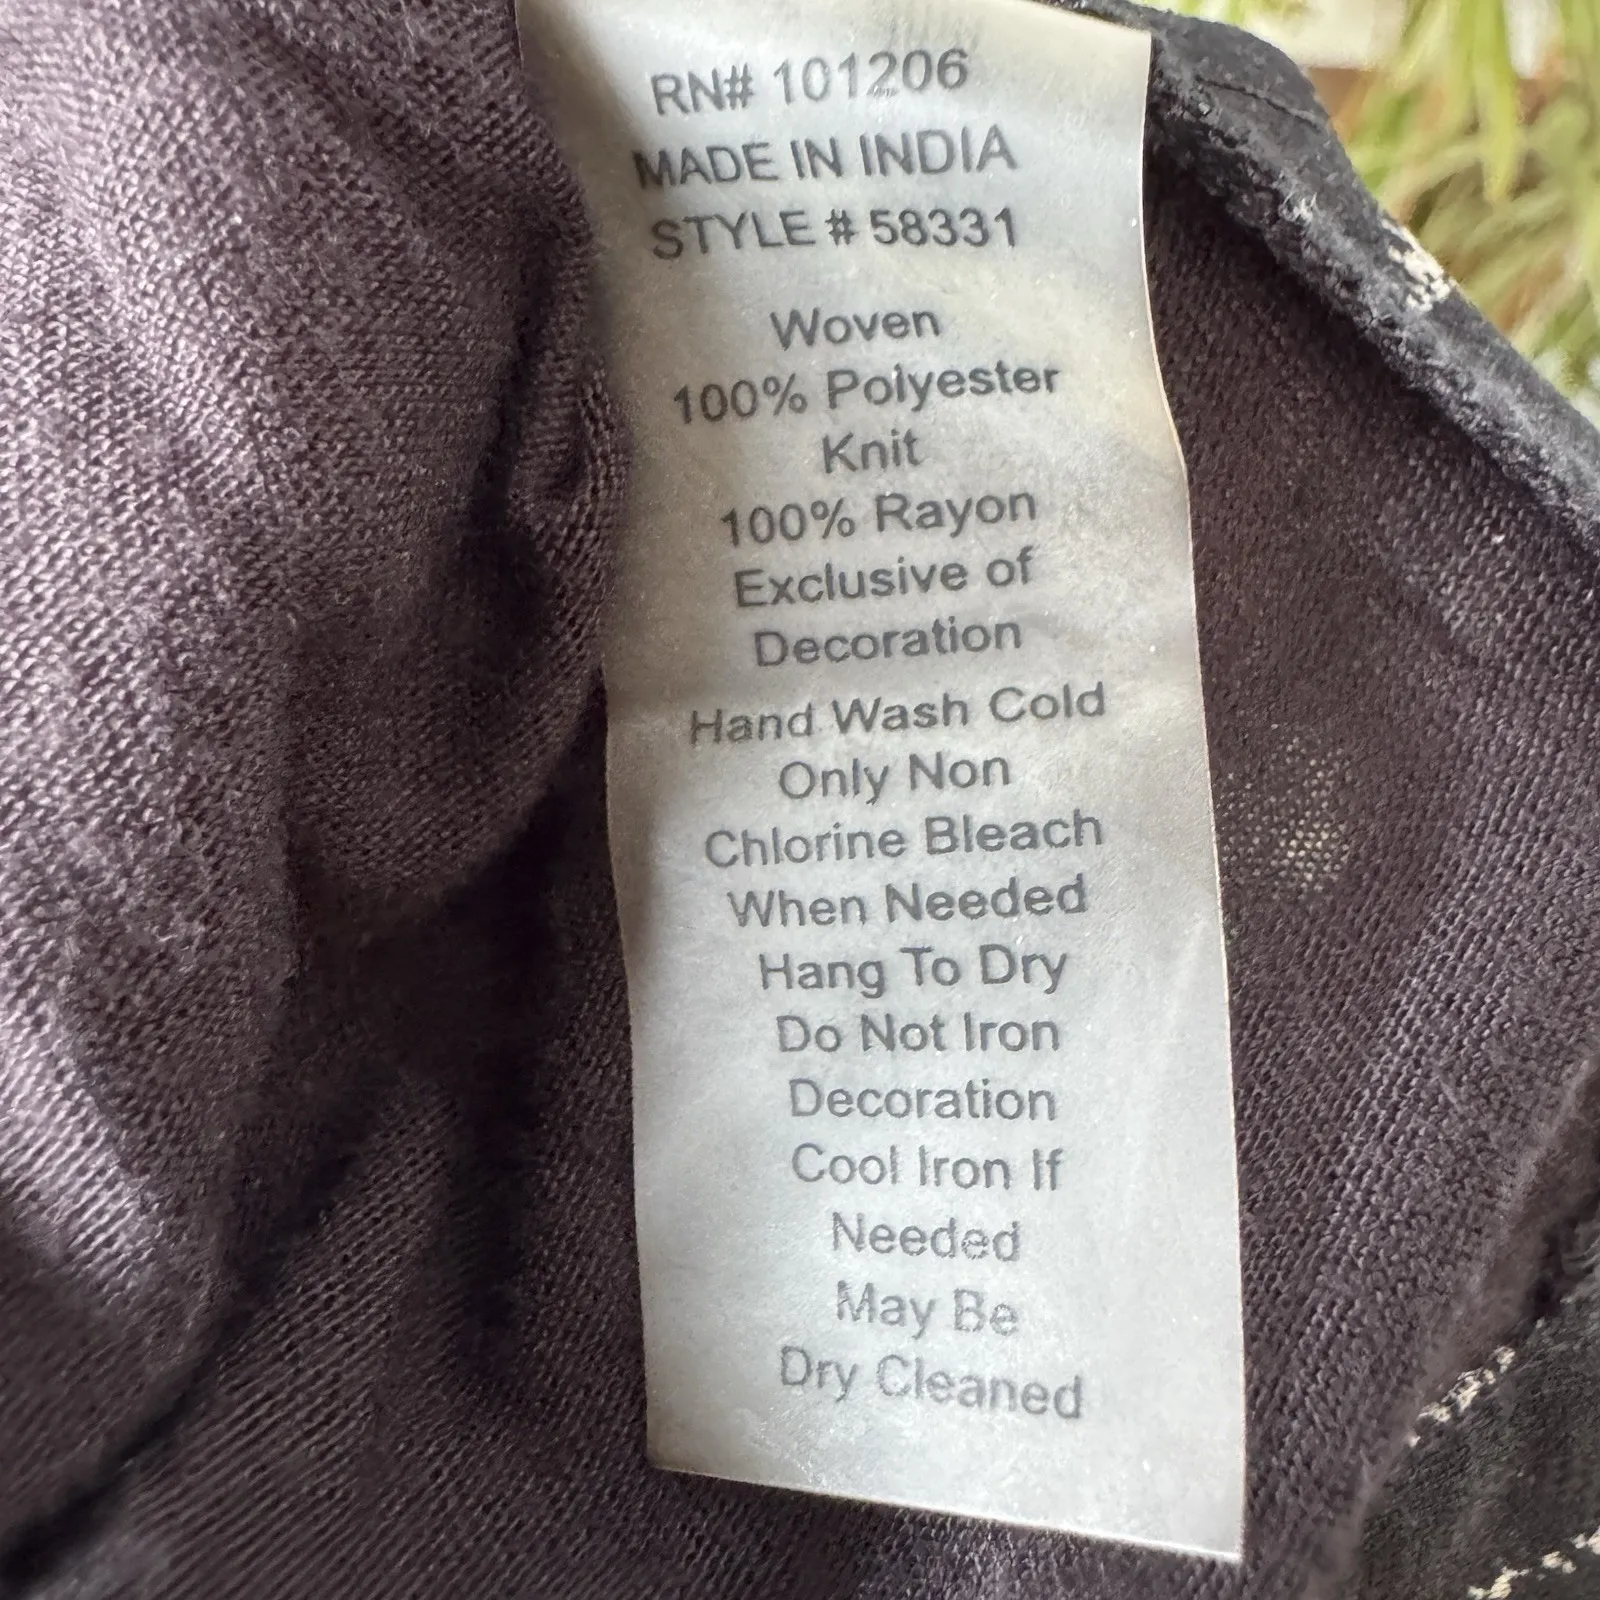 RN# 101206
MADE IN INDIA
STYLE # 58331
Woven
100% Polyester
Knit
100% Rayon
Exclusive of
Decoration
Hand Wash Cold
Only Non
Chlorine Bleach
When Needed
Hang To Dry
Do Not Iron
Decoration
Cool Iron If
Needed
May Be
Dry Cleaned